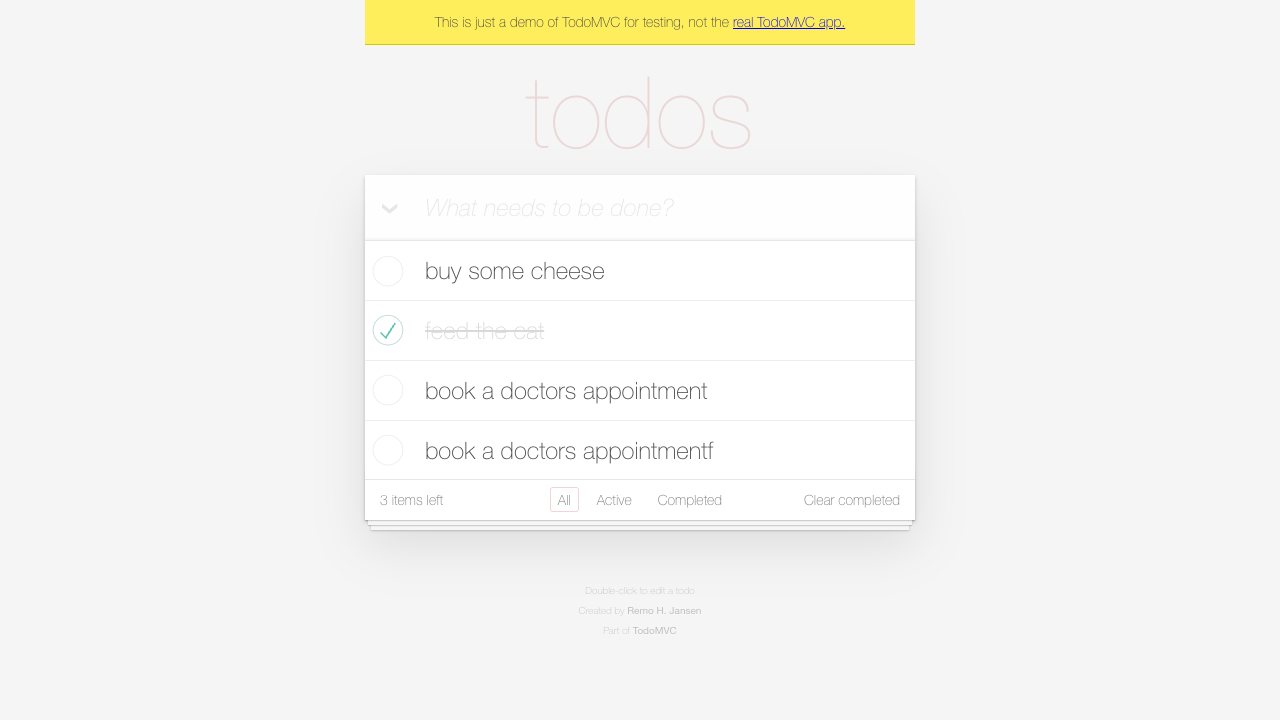 This is just a demo of TodoMVC for testing, not the real TodoMVC app.
todos
What needs to be done?
buy some cheese
feed the cat
book a doctors appointment
book a doctors appointmentf
3 items left All Active Completed Clear completed
Double-click to edit a todo
Created by Remo H. Jansen
Part of TodoMVC